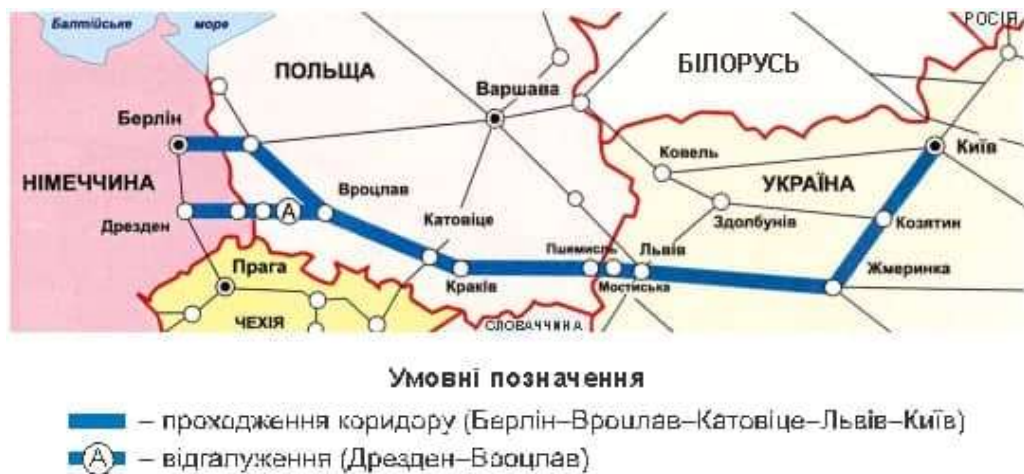 Балтійське море
РОСІЯ
ПОЛЬЩА
БІЛОРУСЬ
Варшава
Берлін
Київ
Ковель
НІМЕЧЧИНА
Вроцлав
УКРАЇНА
Дрезден
Катовіце
Здолбунів
Козятин
Пшемисль
Львів
Прага
Краків
Мостиська
Жмеринка
ЧЕХІЯ
СЛОВАЧЧИНА
Умовні позначення
– проходження коридору (Берлін–Вроцлав–Катовіце–Львів–Київ)
А – відгалуження (Дрезден–Вроцлав)